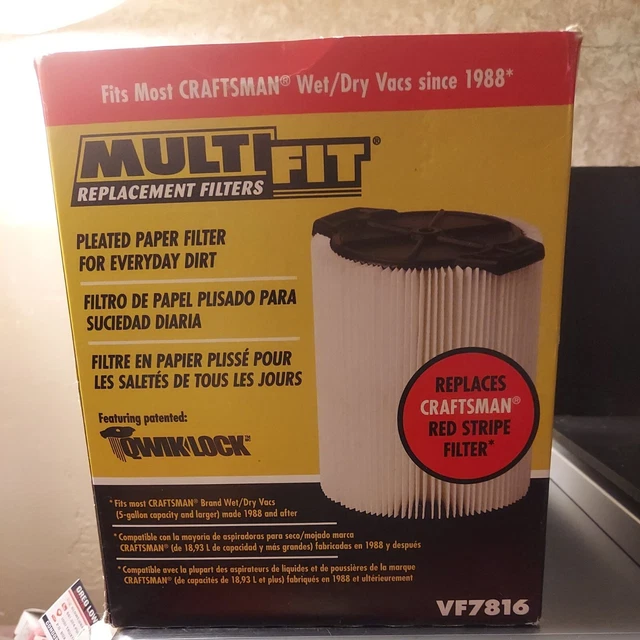 Fits Most CRAFTSMAN® Wet/Dry Vacs since 1988*
MULTI FIT®
REPLACEMENT FILTERS
PLEATED PAPER FILTER
FOR EVERYDAY DIRT
FILTRO DE PAPEL PLISADO PARA
SUCIEDAD DIARIA
FILTRE EN PAPIER PLISSÉ POUR
LES SALETÉS DE TOUS LES JOURS
Featuring patented:
QWIK LOCK™
REPLACES
CRAFTSMAN®
RED STRIPE
FILTER*
*Fits most CRAFTSMAN® Brand Wet/Dry Vacs
(5-gallon capacity and larger) made 1988 and after
*Compatible con la mayoria de aspiradoras para seco/mojado marca
CRAFTSMAN® (de 18,93 L de capacidad y más grandes) fabricadas en 1988 y después
*Compatible avec la plupart des aspirateurs de liquides et de poussières de la marque
CRAFTSMAN® (de capacités de 18,93 L et plus) fabriqués en 1988 et ultérieurement
VF7816
GREG LOW